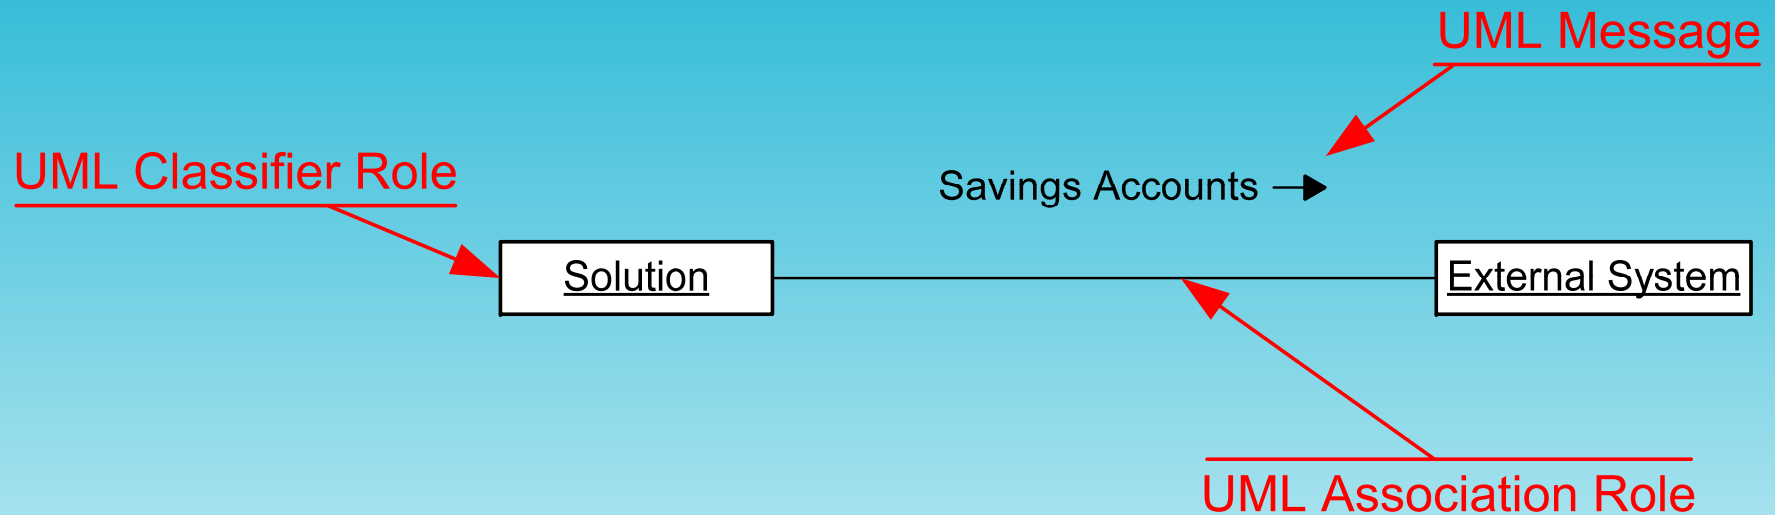 UML Message
UML Classifier Role
Savings Accounts
Solution
External System
UML Association Role